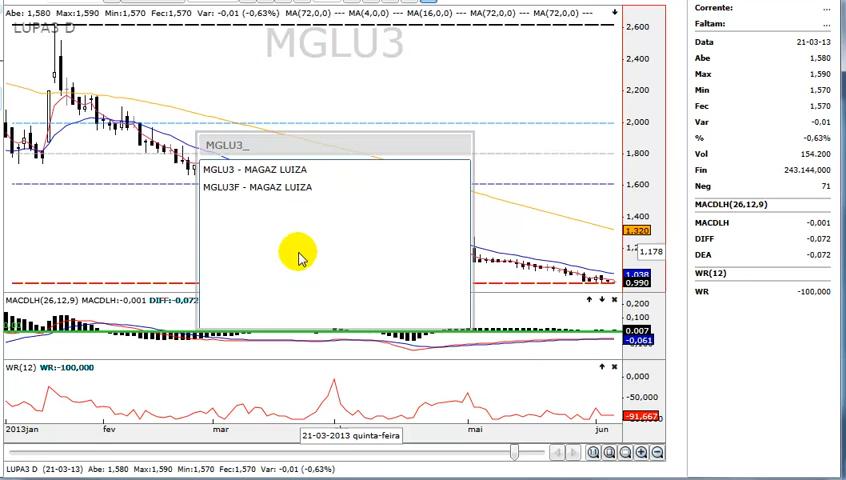 Abe: 1,580 Max:1,590 Min:1,570 Fec:1,570 Var: -0,01 (-0,63%) MA(72,0,0) MA(4,0,0) MA(16,0,0) MA(72,0,0) MA(72,0,0)
LUPA3 D
MGLU3
MGLU3_
MGLU3 - MAGAZ LUIZA
MGLU3F - MAGAZ LUIZA
2,600
2,400
2,200
2,000
1,800
1,600
1,400
1,320
1,178
1,038
0,990
MACDLH(26,12,9) MACDLH:-0,001 DIFF:-0,072
0,200
0,007
-0,061
WR(12) WR:-100,000
0,000
-50,000
-91,667
2013jan fev mar mai jun
21-03-2013 quinta-feira
LUPA3 D (21-03-13) Abe: 1,580 Max:1,590 Min:1,570 Fec:1,570 Var: -0,01 (-0,63%)
Corrente: ...
Faltam: ...
Data 21-03-13
Abe 1,580
Max 1,590
Min 1,570
Fec 1,570
Var -0,01
% -0,63%
Vol 154.200
Fin 243.144,000
Neg 71
MACDLH(26,12,9)
MACDLH -0,001
DIFF -0,072
DEA -0,072
WR(12)
WR -100,000